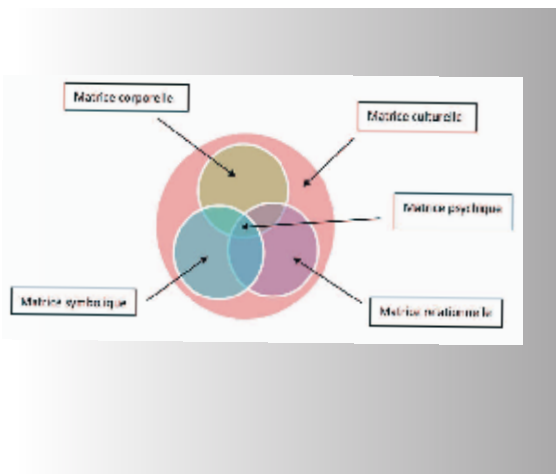 Matrice corporelle
Matrice culturelle
Matrice psychique
Matrice symbolique
Matrice relationnelle